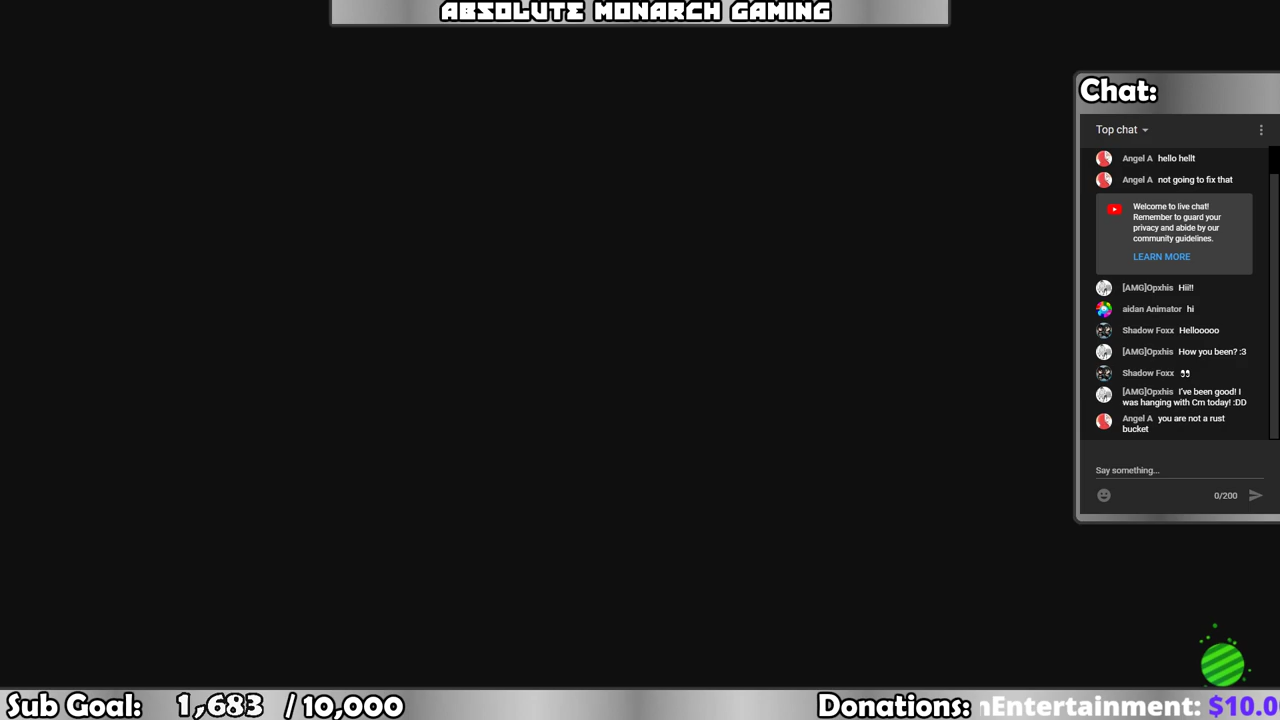 ABSOLUTE MONARCH GAMING
Chat:
Top chat
Angel A hello hellt
Angel A not going to fix that
Welcome to live chat!
Remember to guard your
privacy and abide by our
community guidelines.
LEARN MORE
[AMG]Opxhis Hii!!
aidan Animator hi
Shadow Foxx Hellooooo
[AMG]Opxhis How you been? :3
Shadow Foxx 👀
[AMG]Opxhis I've been good! I
was hanging with Cm today! :DD
Angel A you are not a rust
bucket
Say something...
0/200
Sub Goal: 1,683 / 10,000
Donations: nEntertainment: $10.0